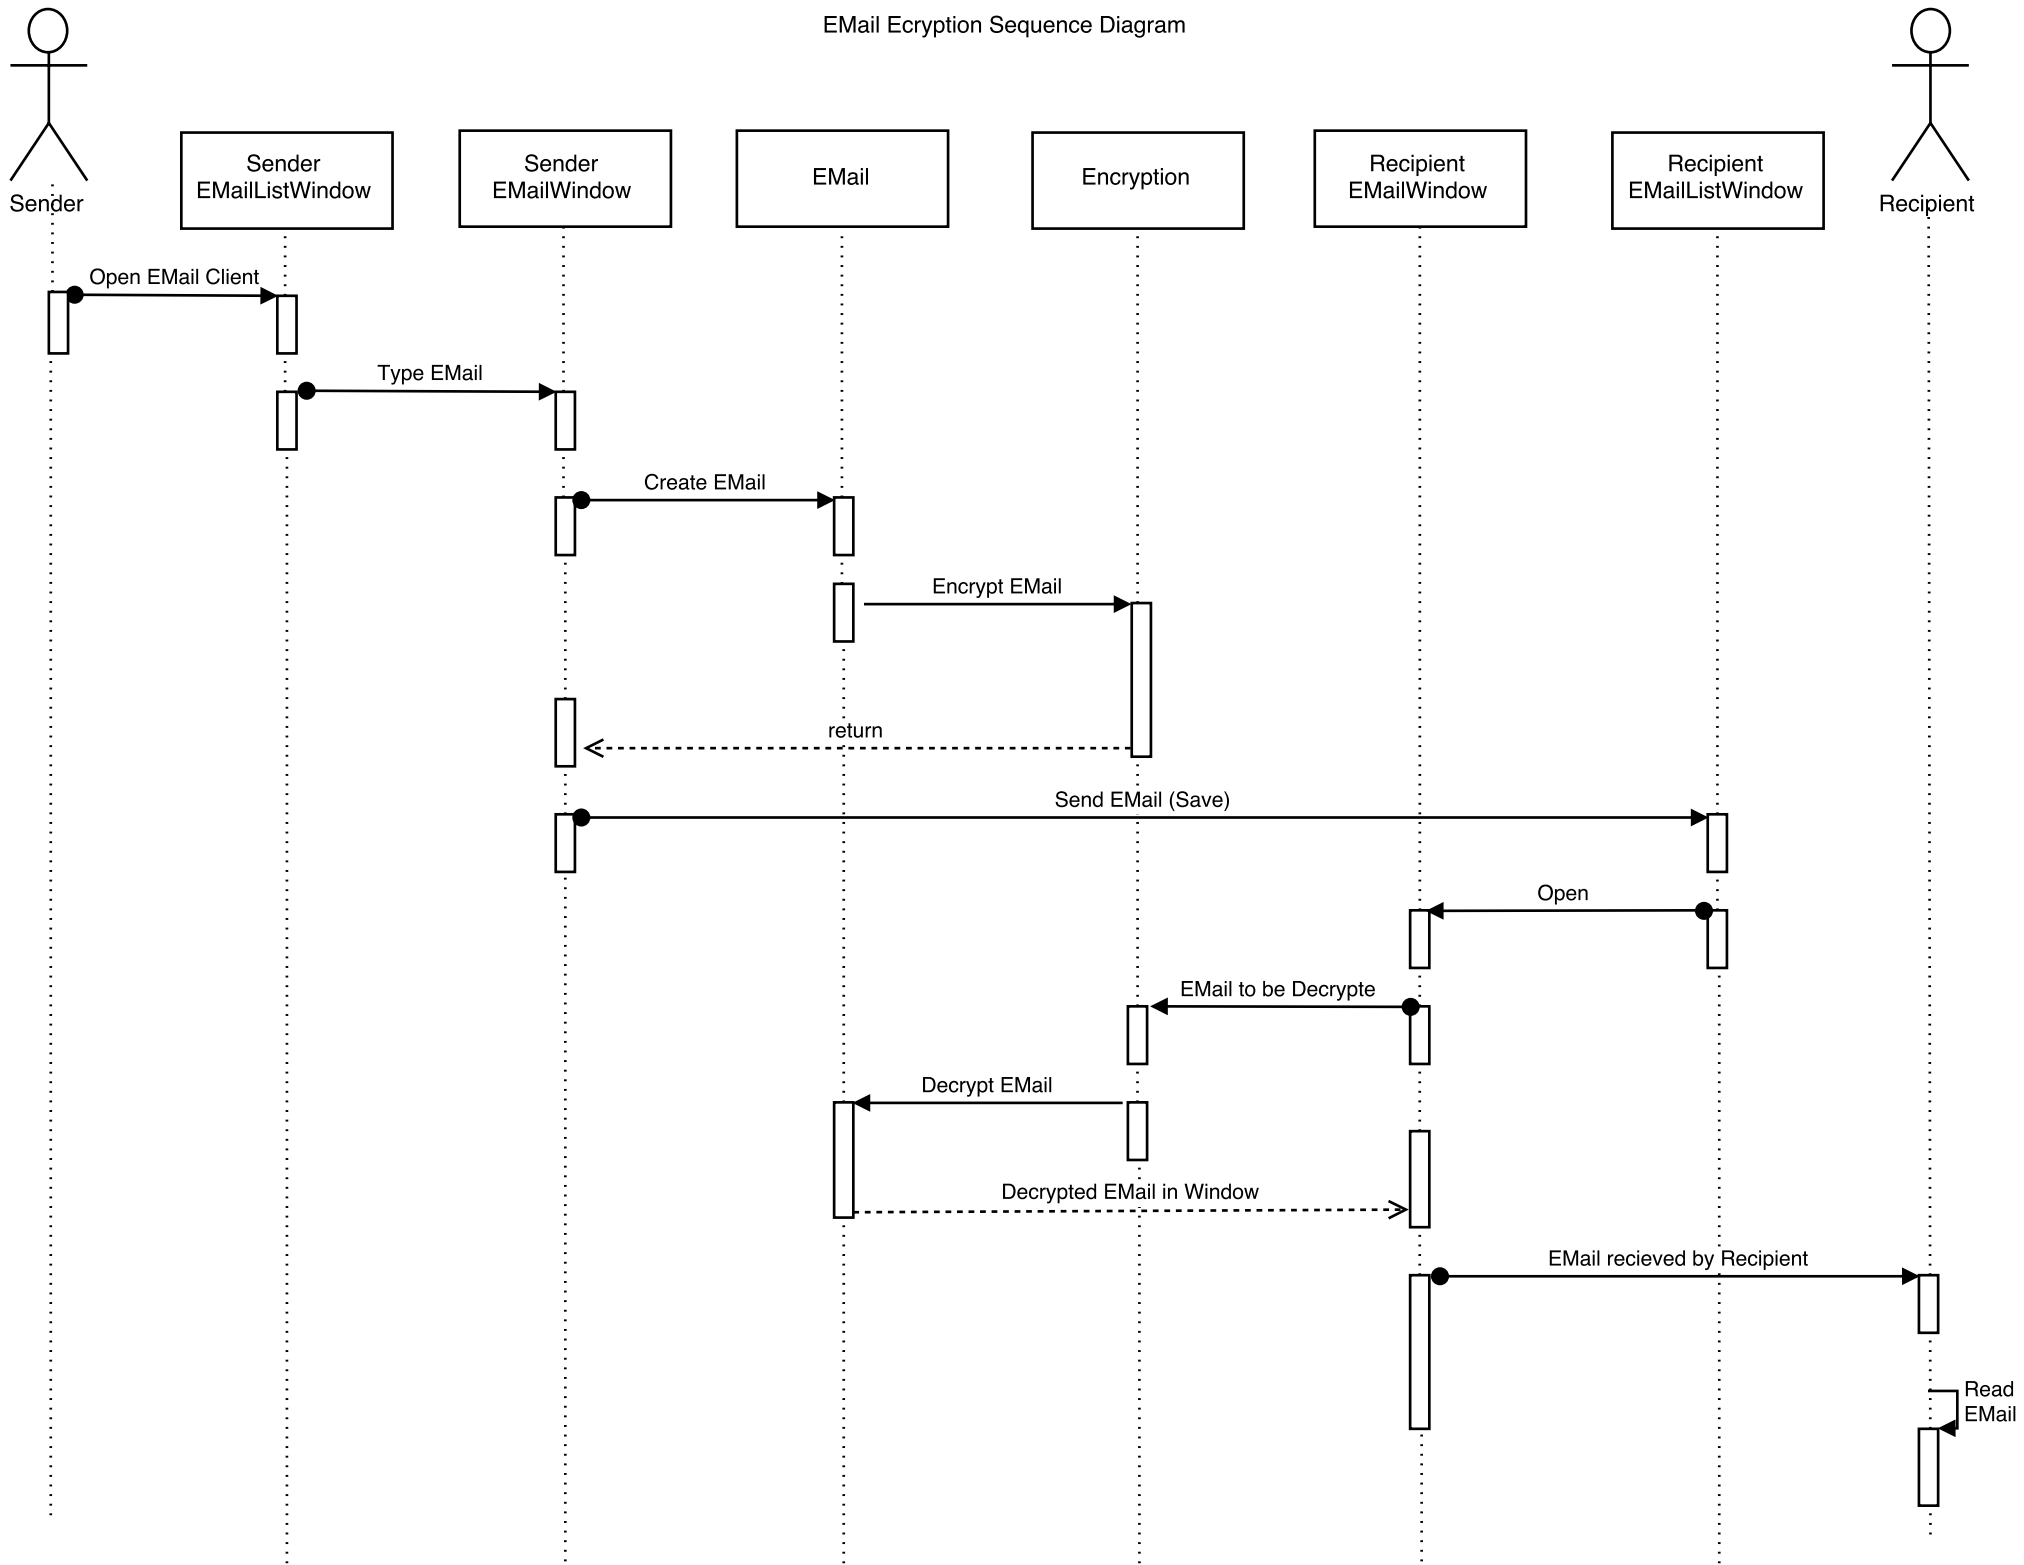 EMail Ecryption Sequence Diagram
Sender
Sender
EMailListWindow
Sender
EMailWindow
EMail
Encryption
Recipient
EMailWindow
Recipient
EMailListWindow
Recipient
Open EMail Client
Type EMail
Create EMail
Encrypt EMail
return
Send EMail (Save)
Open
EMail to be Decrypte
Decrypt EMail
Decrypted EMail in Window
EMail recieved by Recipient
Read
EMail